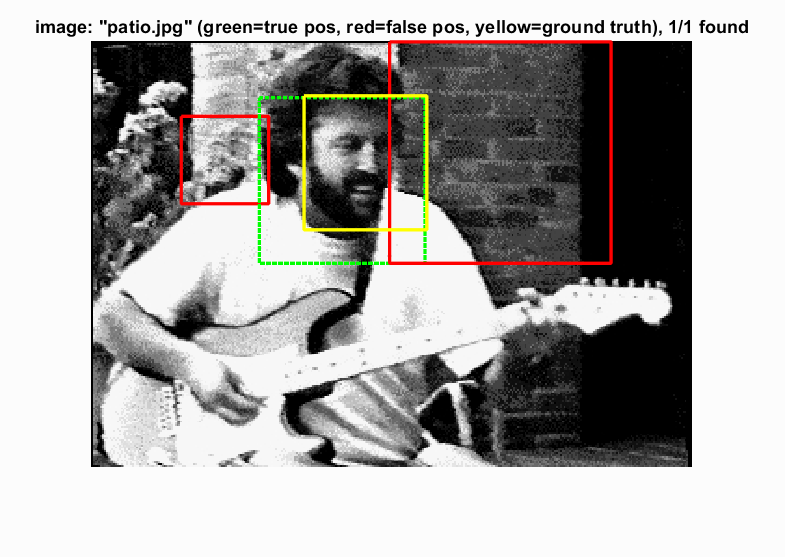 image: "patio.jpg" (green=true pos, red=false pos, yellow=ground truth), 1/1 found